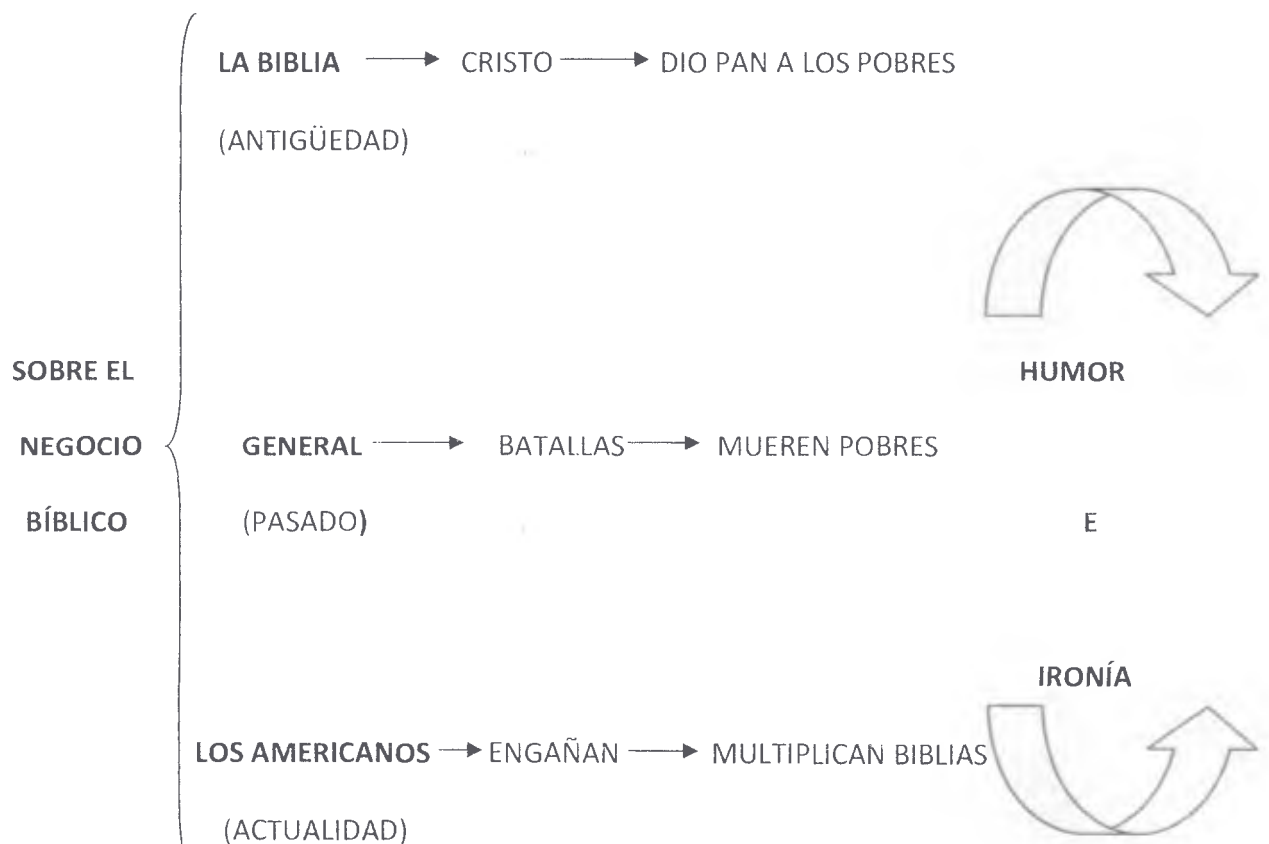 LA BIBLIA CRISTO DIO PAN A LOS POBRES
(ANTIGÜEDAD)
SOBRE EL HUMOR
NEGOCIO GENERAL BATALLAS MUEREN POBRES
BÍBLICO (PASADO) E
IRONÍA
LOS AMERICANOS ENGAÑAN MULTIPLICAN BIBLIAS
(ACTUALIDAD)